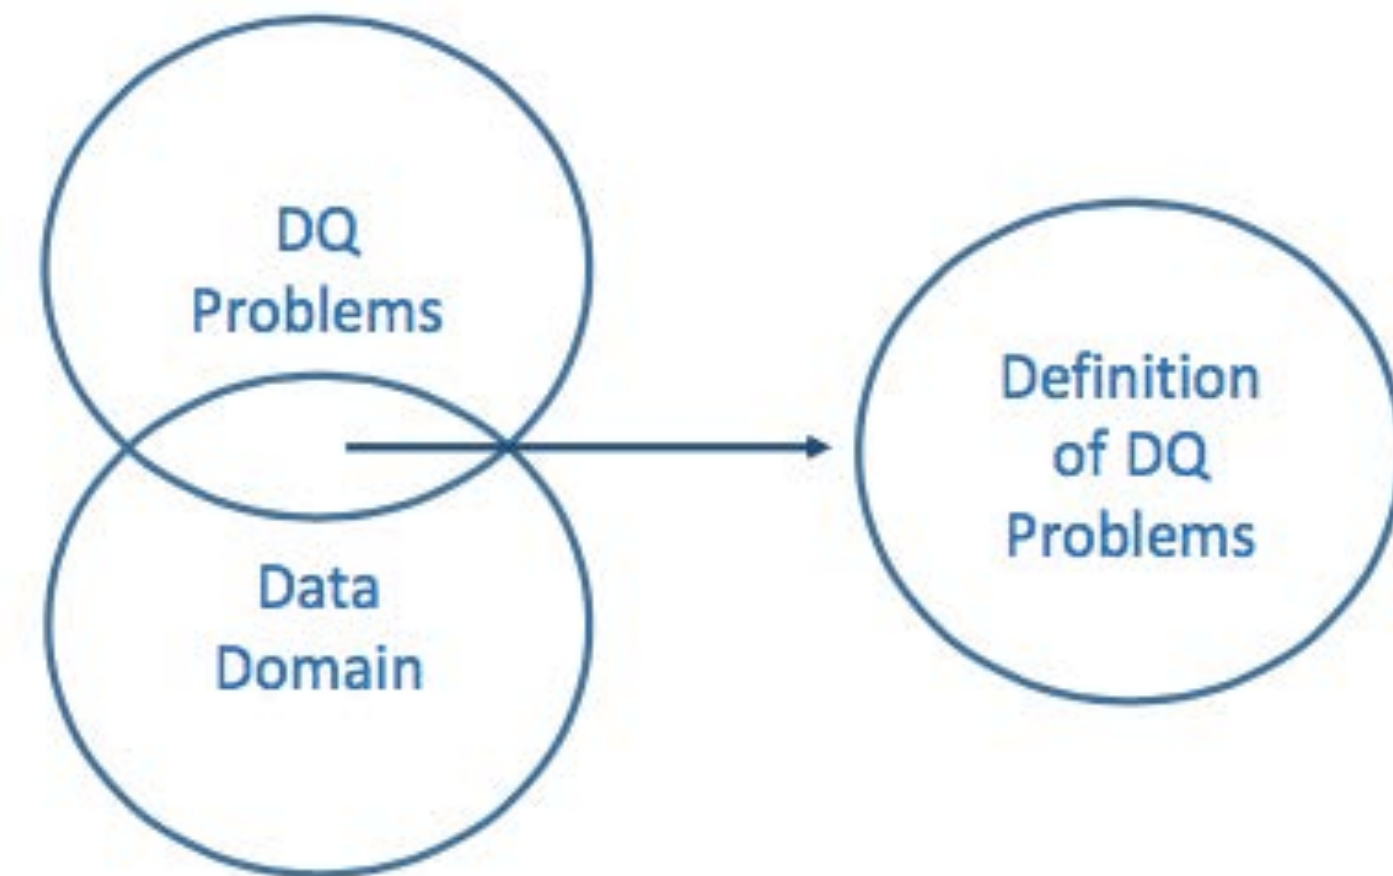 DQ
Problems
Data
Domain
Definition
of DQ
Problems